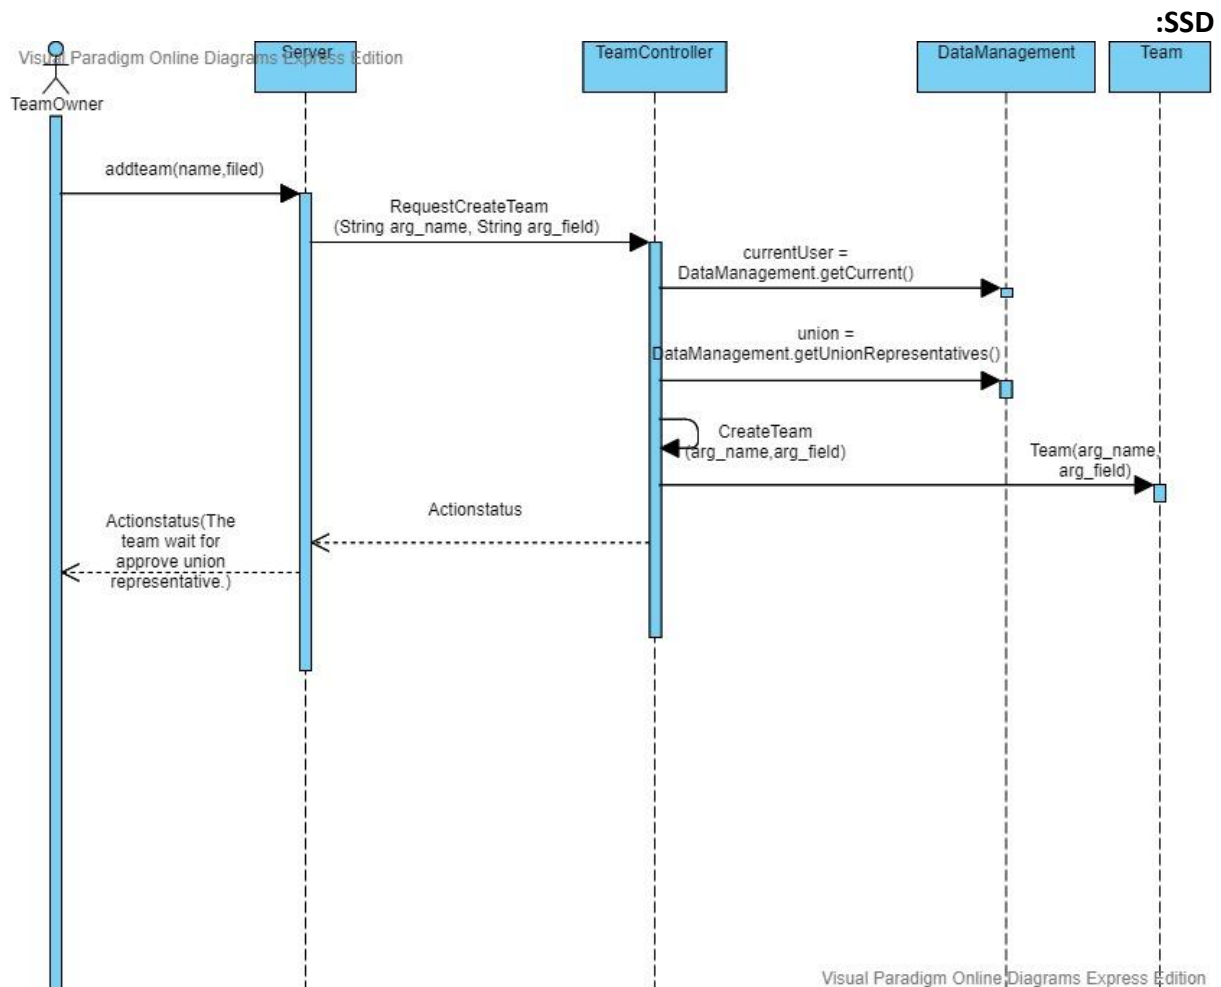 :SSD
Visual Paradigm Online Diagrams Express Edition
Server
TeamController
DataManagement
Team
TeamOwner
addteam(name,filed)
RequestCreateTeam
(String arg_name, String arg_field)
currentUser =
DataManagement.getCurrent()
union =
DataManagement.getUnionRepresentatives()
CreateTeam
(arg_name,arg_field)
Team(arg_name,
arg_field)
Actionstatus
Actionstatus(The
team wait for
approve union
representative.)
Visual Paradigm Online Diagrams Express Edition